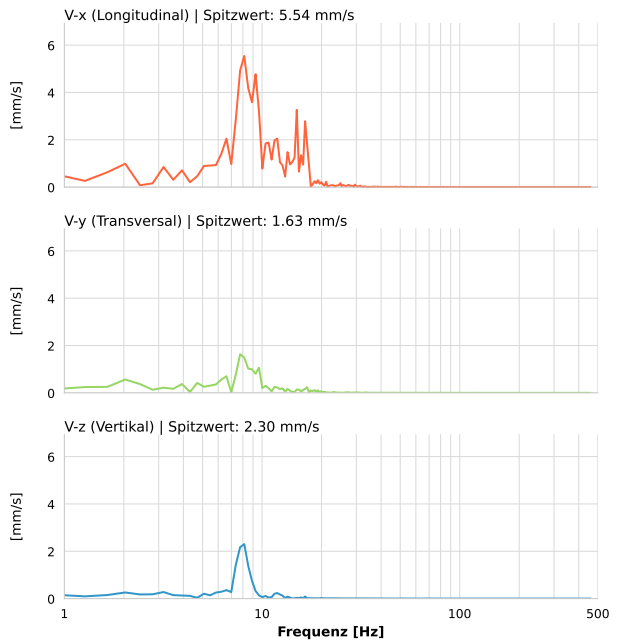 V-x (Longitudinal) | Spitzwert: 5.54 mm/s
6
4
2
0
[mm/s]
V-y (Transversal) | Spitzwert: 1.63 mm/s
6
4
2
0
[mm/s]
V-z (Vertikal) | Spitzwert: 2.30 mm/s
6
4
2
0
[mm/s]
1 10 100 500
Frequenz [Hz]